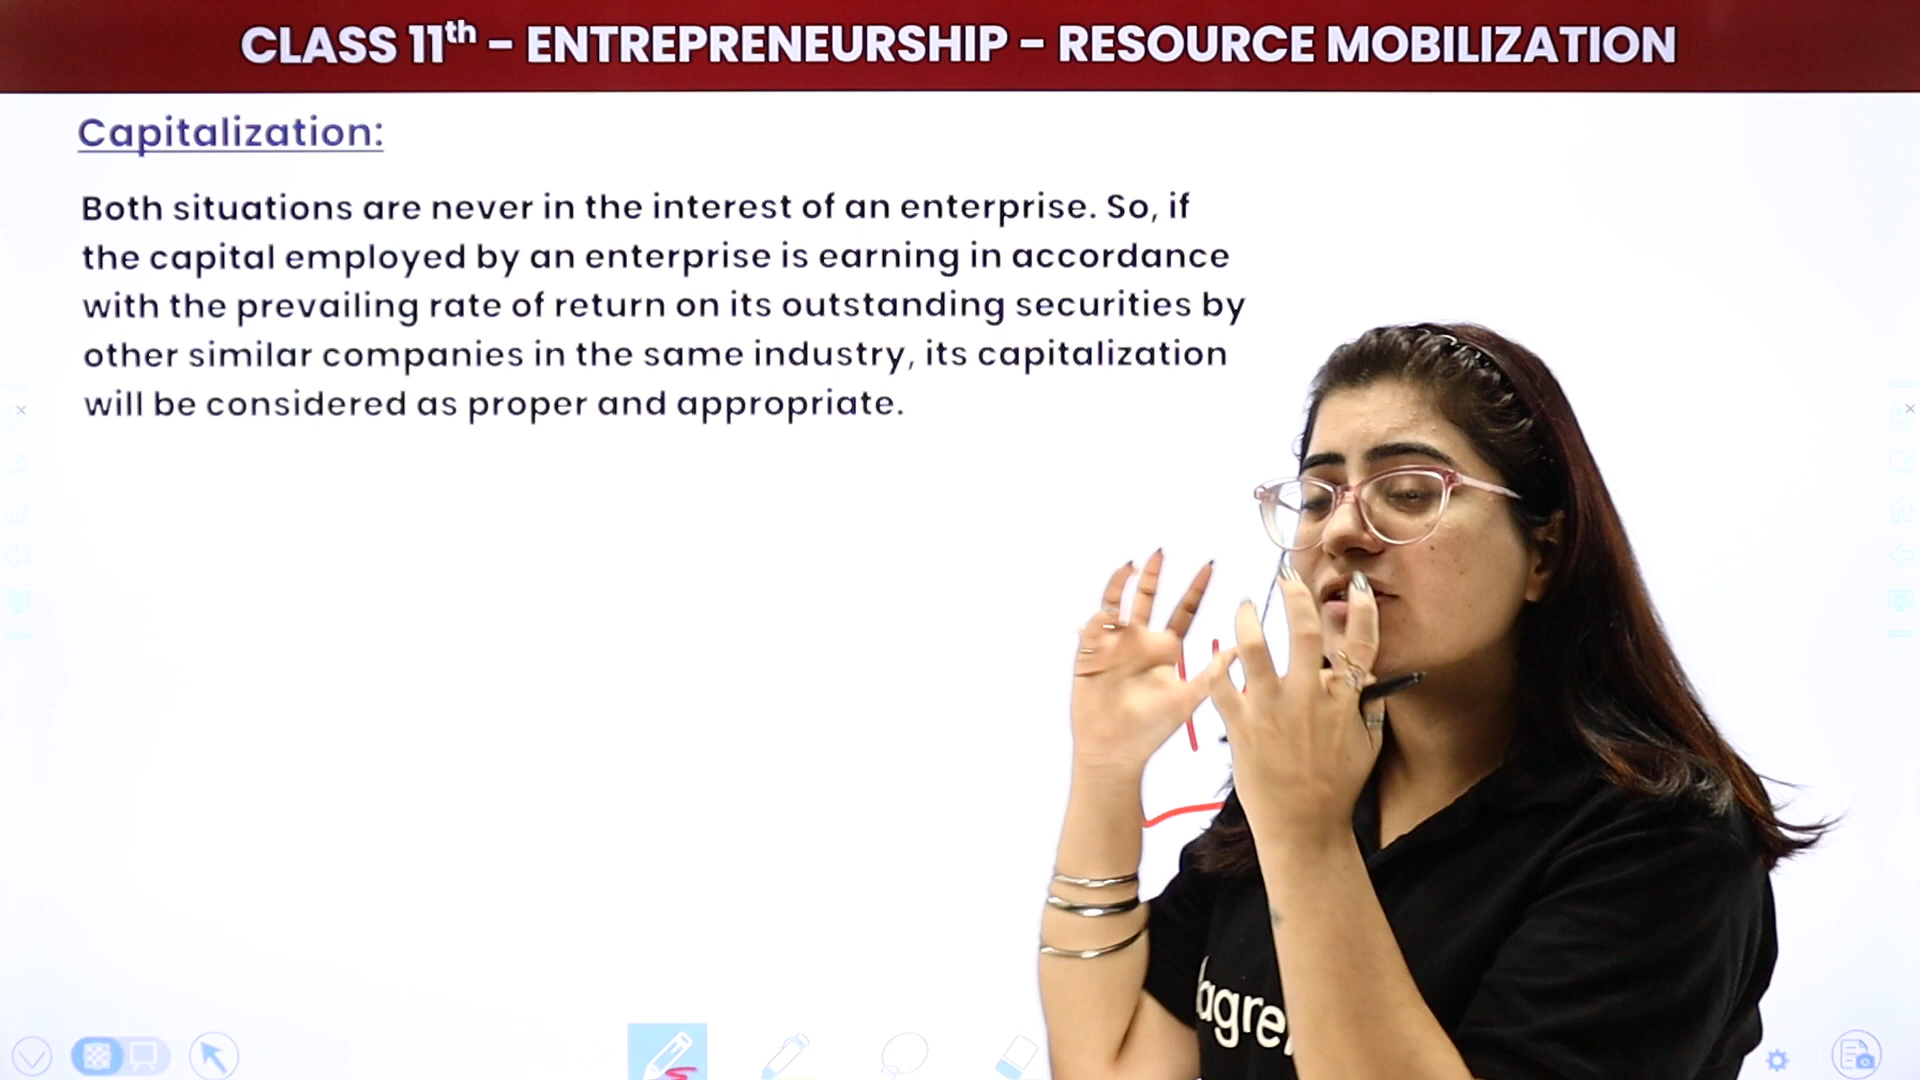 CLASS 11th - ENTREPRENEURSHIP - RESOURCE MOBILIZATION
Capitalization:
Both situations are never in the interest of an enterprise. So, if
the capital employed by an enterprise is earning in accordance
with the prevailing rate of return on its outstanding securities by
other similar companies in the same industry, its capitalization
will be considered as proper and appropriate.
agre